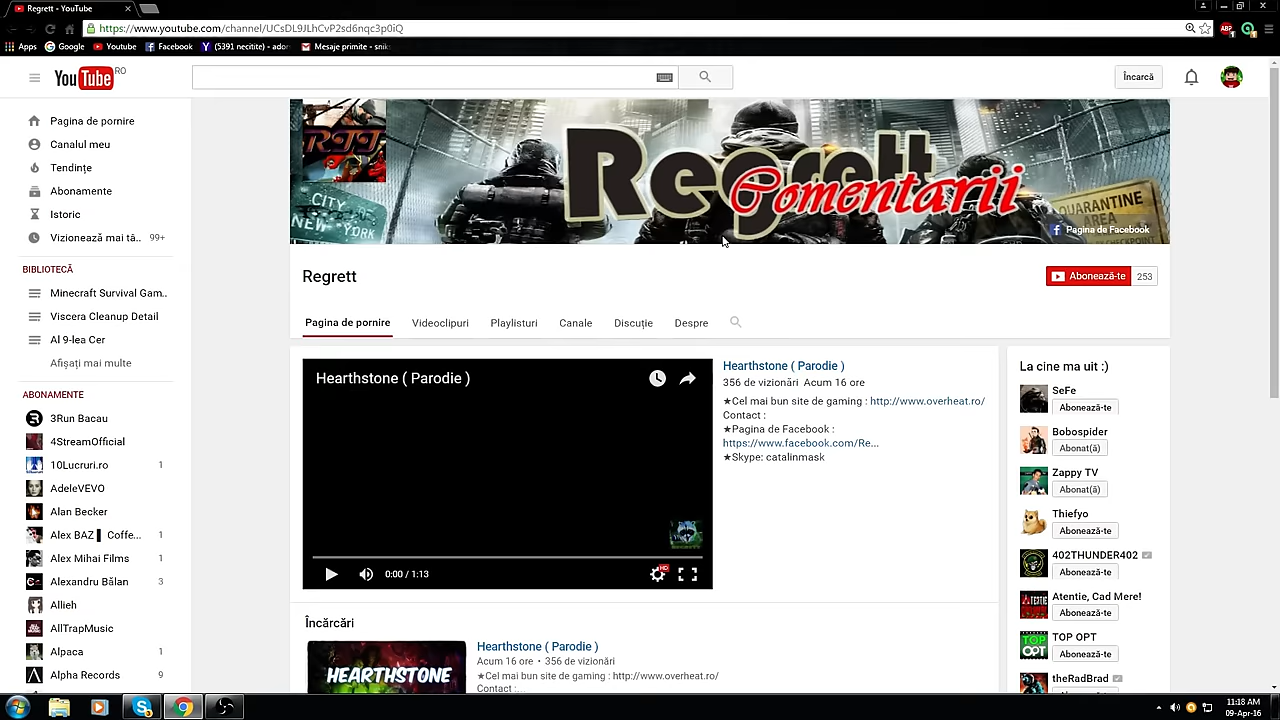 Regrett - YouTube
https://www.youtube.com/channel/UCsDL9JLhCvP2sd6nqc3p0iQ
Apps Google Youtube Facebook (5391 necitite) - ador Mesaje primite - snik
YouTube RO
Încarcă
Pagina de pornire
Canalul meu
Tendințe
Abonamente
Istoric
Vizionează mai tâ.. 99+
BIBLIOTECĂ
Minecraft Survival Gam..
Viscera Cleanup Detail
Al 9-lea Cer
Afișați mai multe
ABONAMENTE
3Run Bacau
4StreamOfficial
10Lucruri.ro 1
AdeleVEVO
Alan Becker
Alex BAZ ▌ Coffe... 1
Alex Mihai Films 1
Alexandru Bălan 3
Allieh
AllTrapMusic
Alpaca 1
Alpha Records 9
CITY
NEW YORK
Regrett
Comentarii
QUARANTINE
AREA
Pagina de Facebook
Regrett
Abonează-te 253
Pagina de pornire Videoclipuri Playlisturi Canale Discuție Despre
Hearthstone ( Parodie )
0:00 / 1:13
HD
Hearthstone ( Parodie )
356 de vizionări Acum 16 ore
★Cel mai bun site de gaming : http://www.overheat.ro/
Contact :
★Pagina de Facebook :
https://www.facebook.com/Re...
★Skype: catalinmask
Încărcări
HEARTHSTONE
Hearthstone ( Parodie )
Acum 16 ore • 356 de vizionări
★Cel mai bun site de gaming : http://www.overheat.ro/
Contact :...
La cine ma uit :)
SeFe
Abonează-te
Bobospider
Abonat(ă)
Zappy TV
Abonat(ă)
Thiefyo
Abonează-te
402THUNDER402
Abonează-te
Atentie, Cad Mere!
Abonează-te
TOP OPT
Abonează-te
theRadBrad
11:18 AM
09-Apr-16